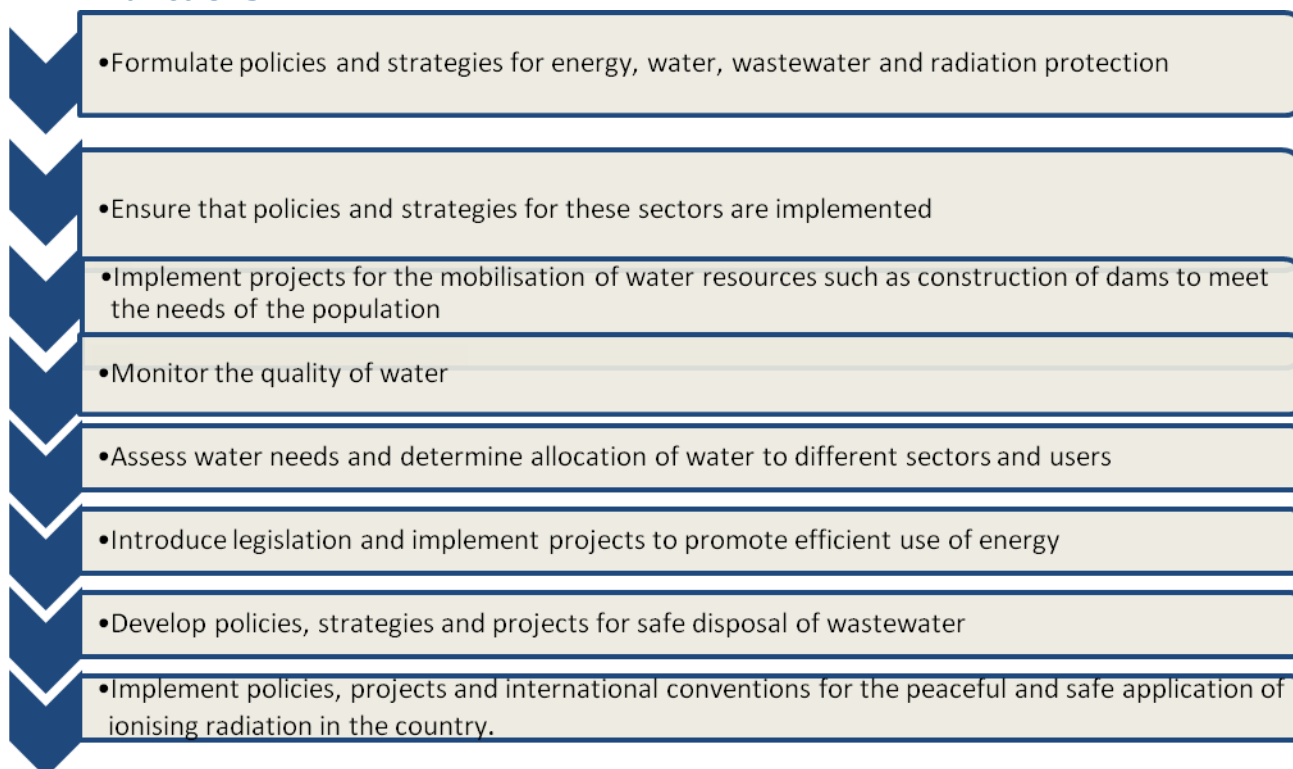 •Formulate policies and strategies for energy, water, wastewater and radiation protection
•Ensure that policies and strategies for these sectors are implemented
•Implement projects for the mobilisation of water resources such as construction of dams to meet
the needs of the population
•Monitor the quality of water
•Assess water needs and determine allocation of water to different sectors and users
•Introduce legislation and implement projects to promote efficient use of energy
•Develop policies, strategies and projects for safe disposal of wastewater
•Implement policies, projects and international conventions for the peaceful and safe application of
ionising radiation in the country.